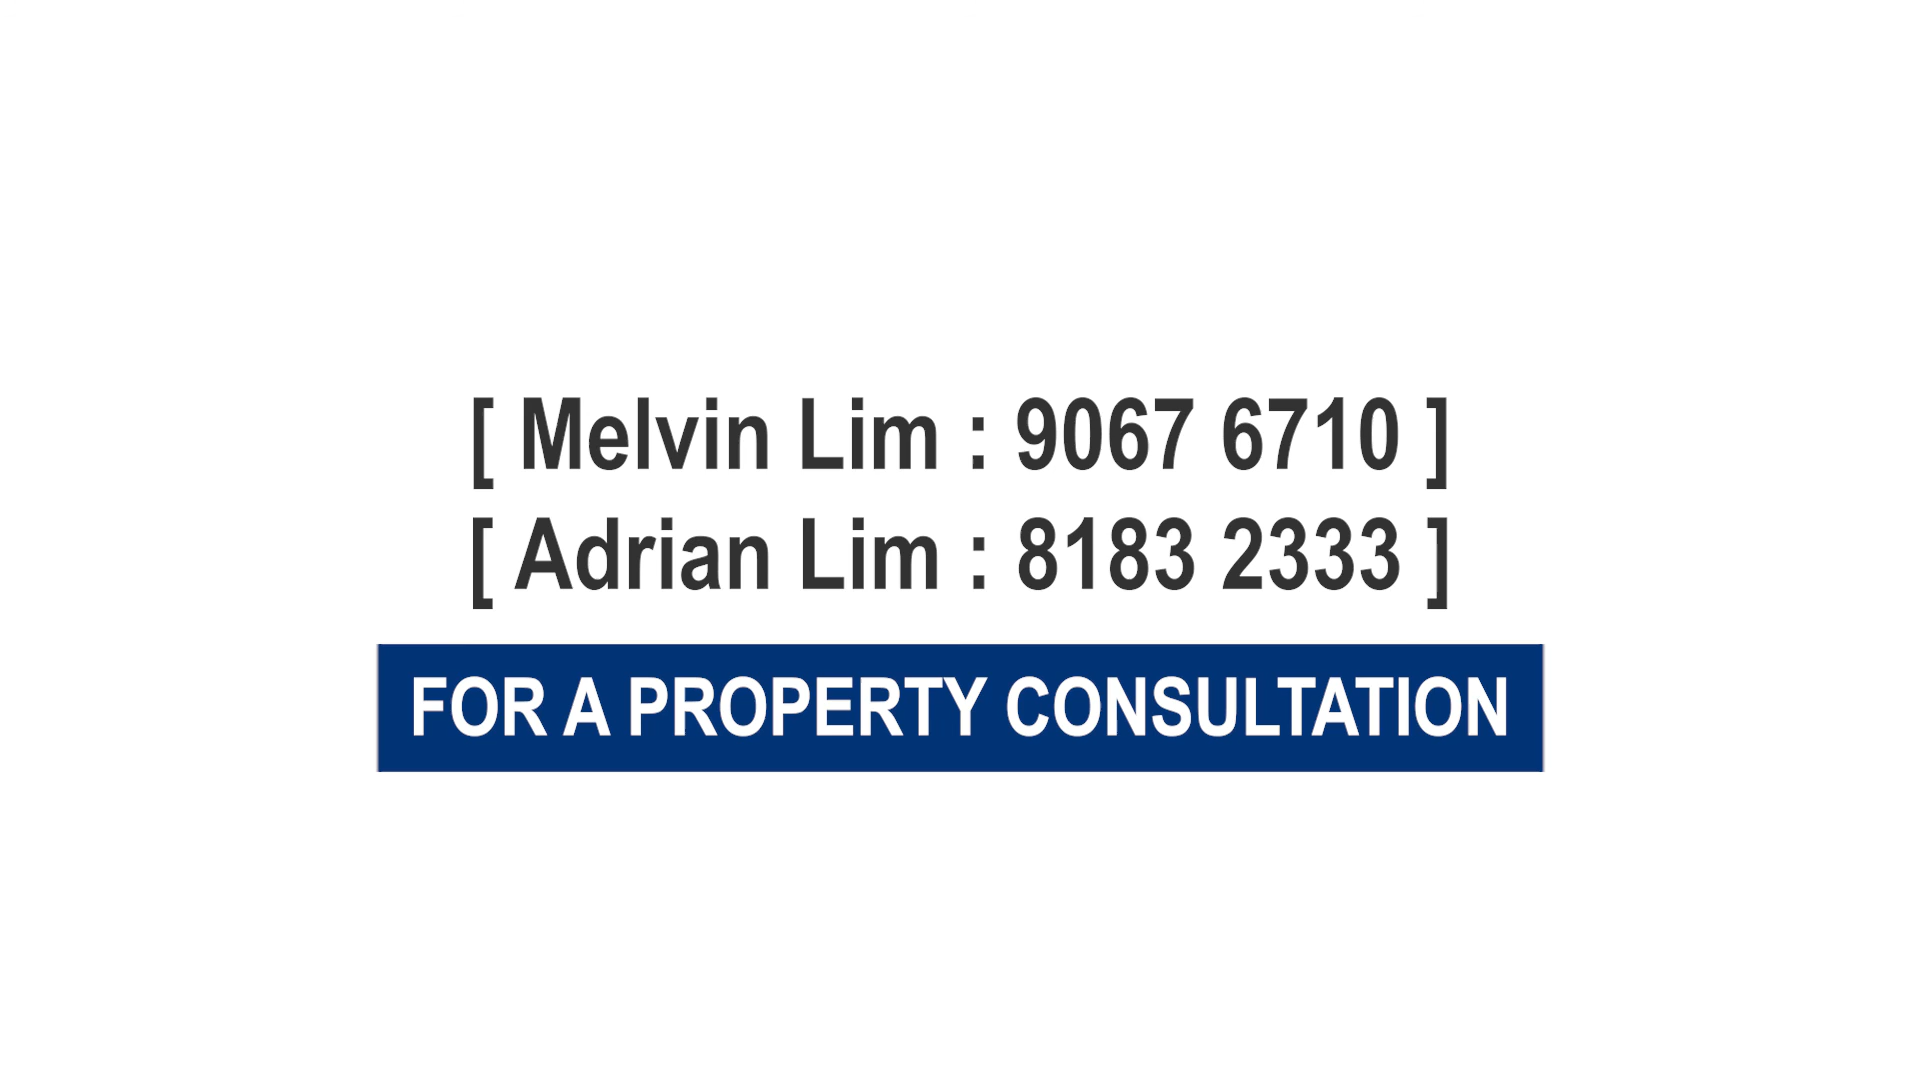 [ Melvin Lim : 9067 6710 ]
[ Adrian Lim : 8183 2333 ]
FOR A PROPERTY CONSULTATION